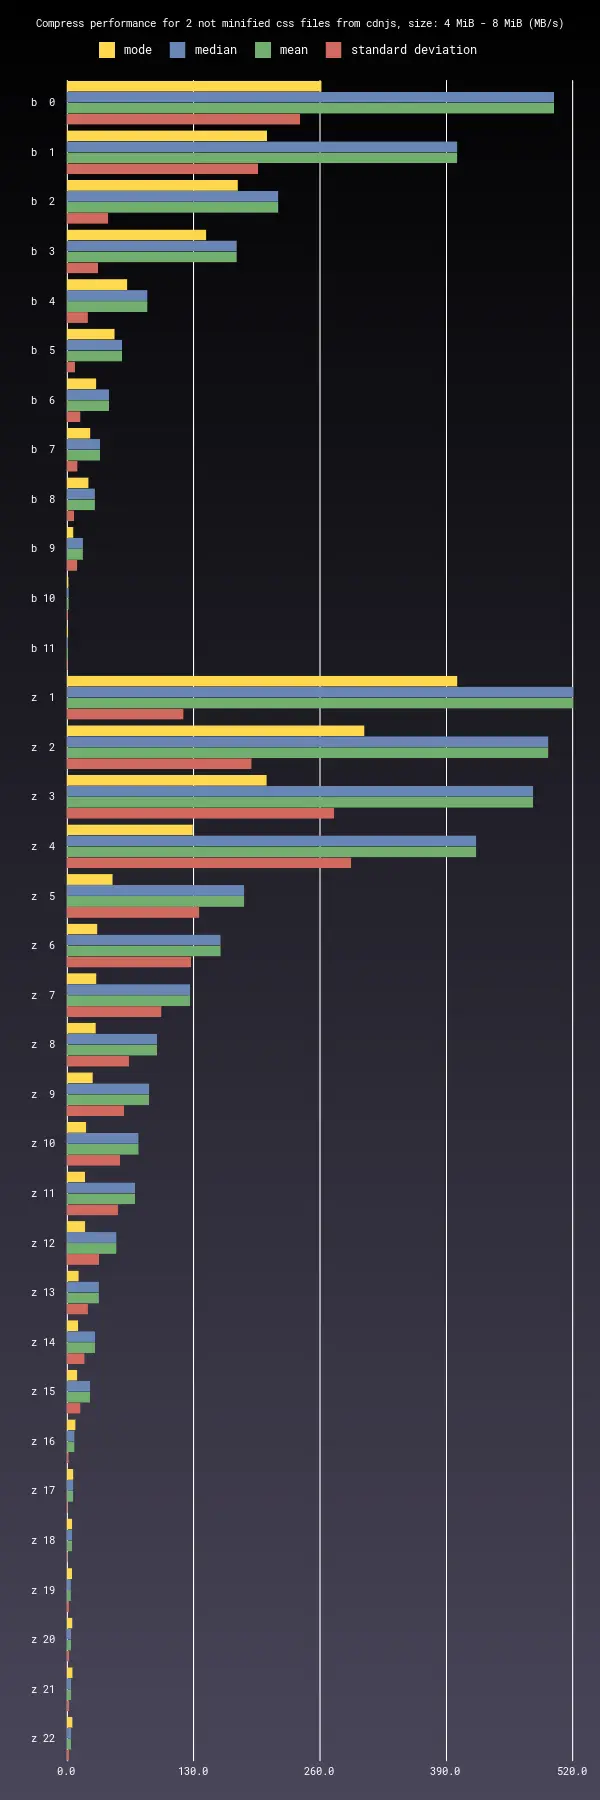 Compress performance for 2 not minified css files from cdnjs, size: 4 MiB - 8 MiB (MB/s)
mode median mean standard deviation
b 0
b 1
b 2
b 3
b 4
b 5
b 6
b 7
b 8
b 9
b 10
b 11
z 1
z 2
z 3
z 4
z 5
z 6
z 7
z 8
z 9
z 10
z 11
z 12
z 13
z 14
z 15
z 16
z 17
z 18
z 19
z 20
z 21
z 22
0.0 130.0 260.0 390.0 520.0